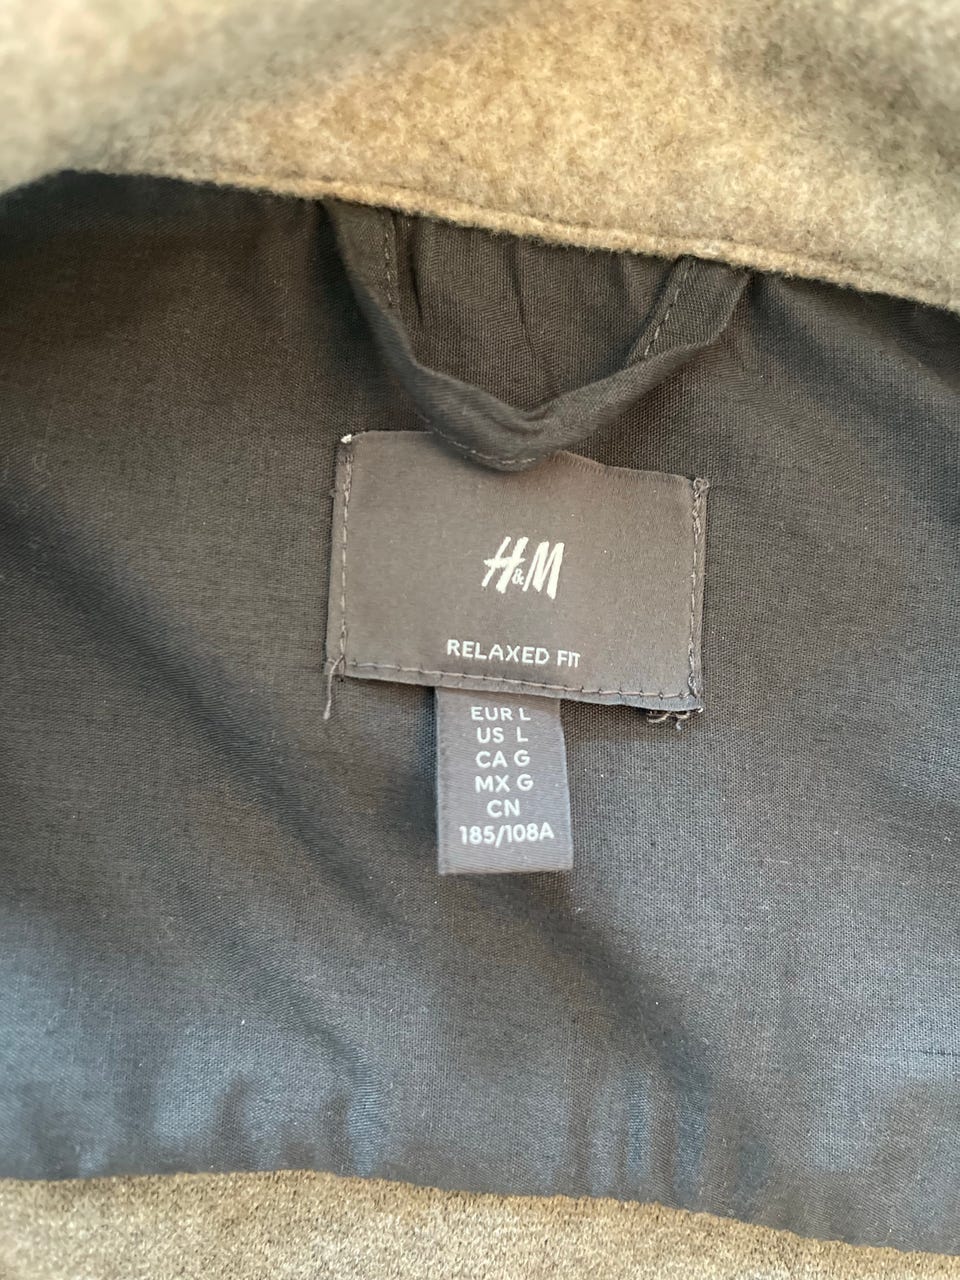 H&M
RELAXED FIT
EUR L
US L
CA G
MX G
CN
185/108A